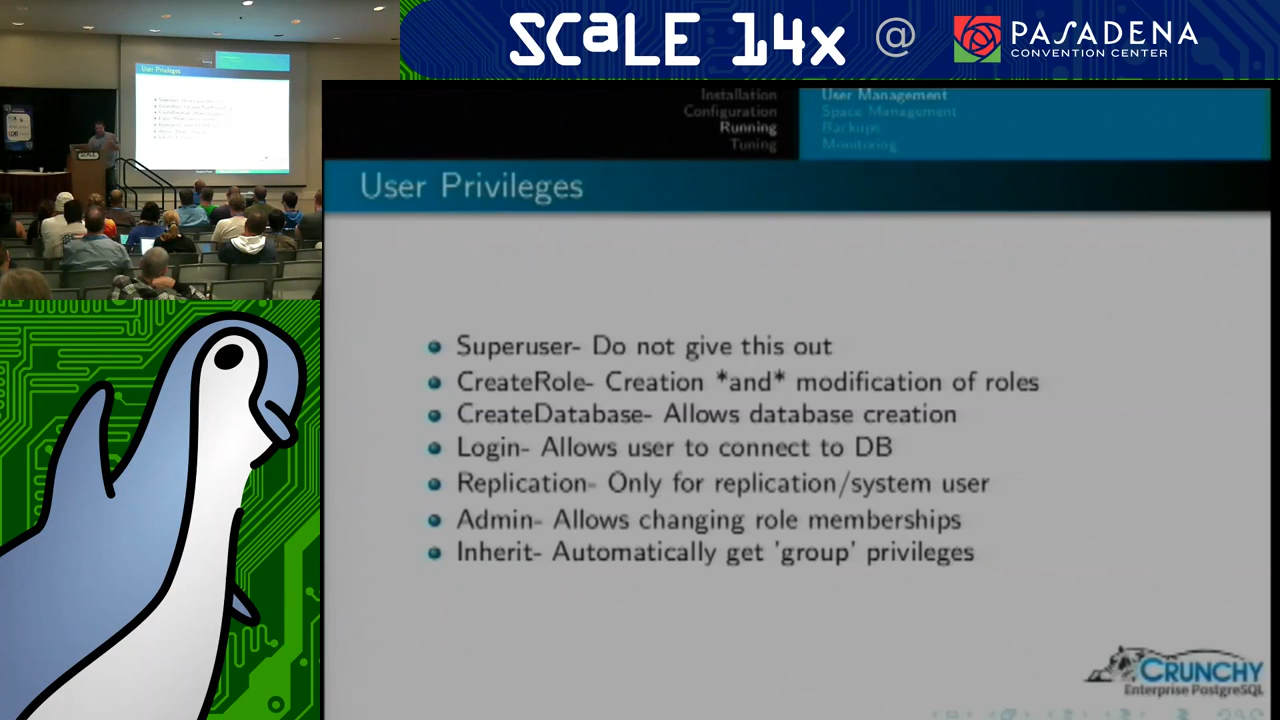 SCaLE 14x @ PASADENA
CONVENTION CENTER
Installation
Configuration
Running
Tuning
User Management
Space Management
Backups
Monitoring
User Privileges
Superuser- Do not give this out
CreateRole- Creation *and* modification of roles
CreateDatabase- Allows database creation
Login- Allows user to connect to DB
Replication- Only for replication/system user
Admin- Allows changing role memberships
Inherit- Automatically get 'group' privileges
CRUNCHY
Enterprise PostgreSQL
User Privileges
SCALE